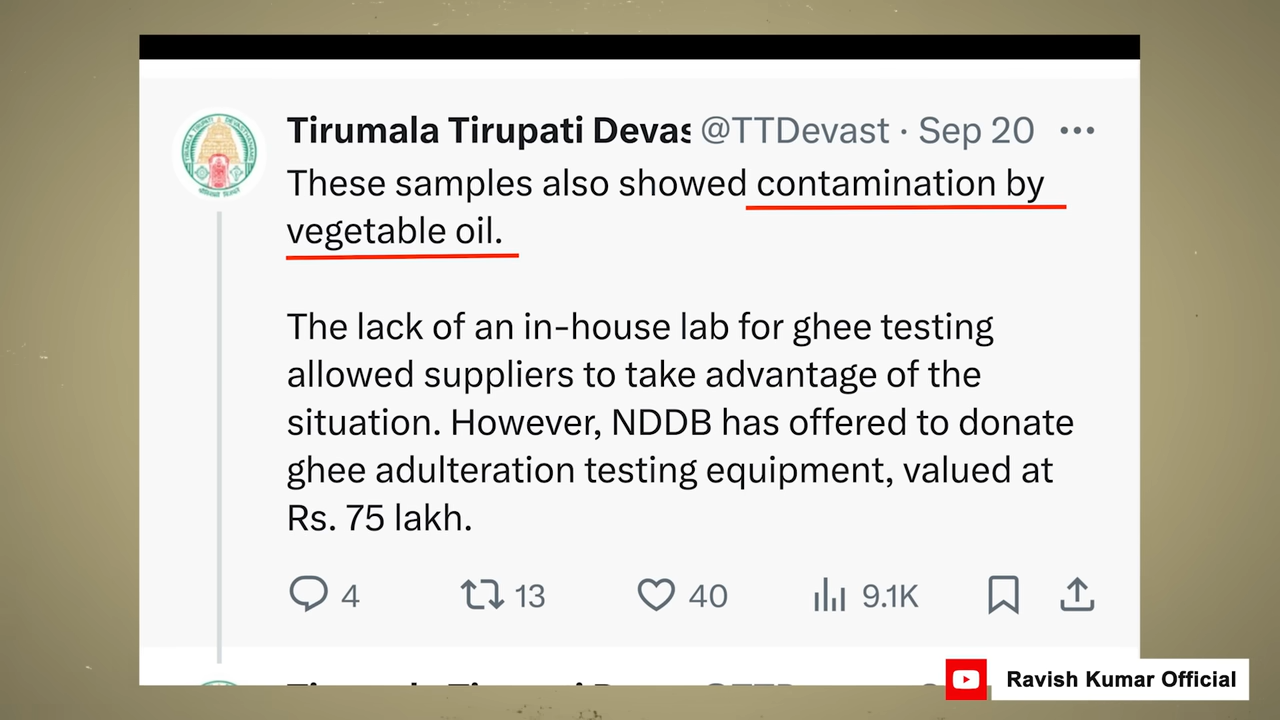 Tirumala Tirupati Devas @TTDevast · Sep 20 •••
These samples also showed contamination by
vegetable oil.
The lack of an in-house lab for ghee testing
allowed suppliers to take advantage of the
situation. However, NDDB has offered to donate
ghee adulteration testing equipment, valued at
Rs. 75 lakh.
4 13 40 9.1K
Ravish Kumar Official